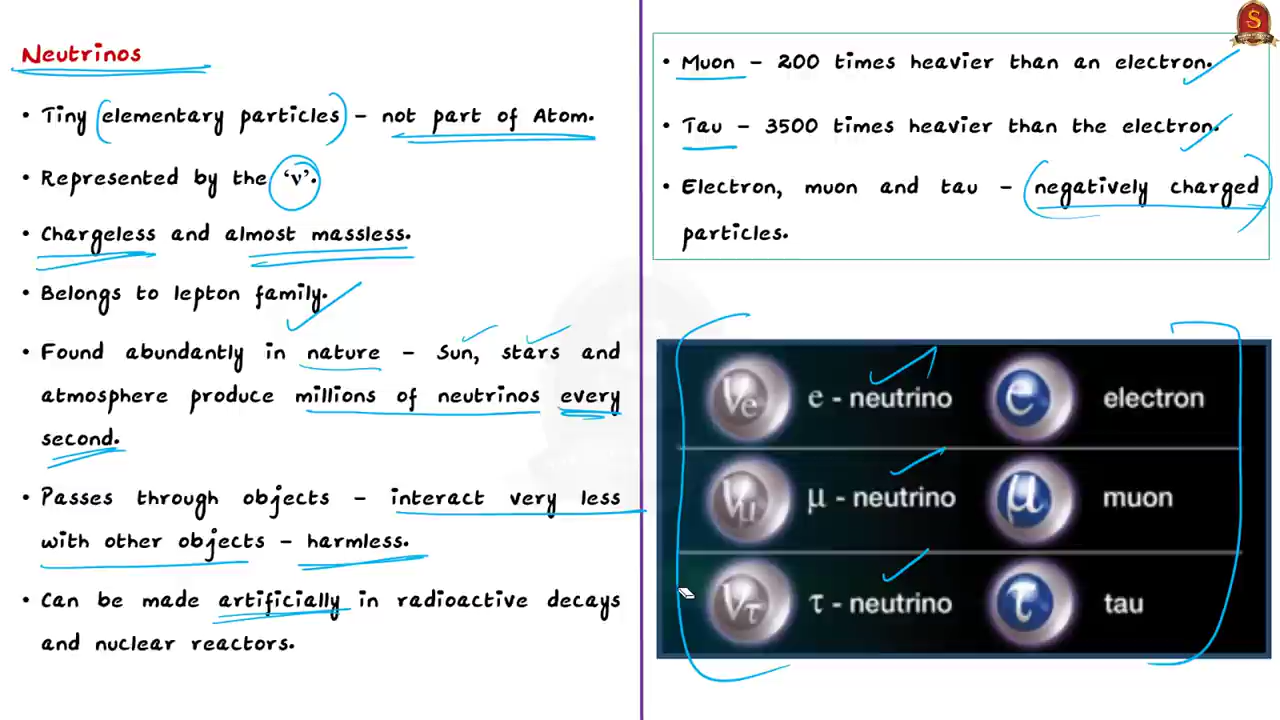 Neutrinos
• Tiny (elementary particles) – not part of Atom.
• Represented by the ‘ν’.
• Chargeless and almost massless.
• Belongs to lepton family.
• Found abundantly in nature – Sun, stars and
atmosphere produce millions of neutrinos every
second.
• Passes through objects – interact very less
with other objects – harmless.
• Can be made artificially in radioactive decays
and nuclear reactors.
S
• Muon – 200 times heavier than an electron.
• Tau – 3500 times heavier than the electron.
• Electron, muon and tau – (negatively charged)
particles.
νe e - neutrino e electron
νμ μ - neutrino μ muon
ντ τ - neutrino τ tau